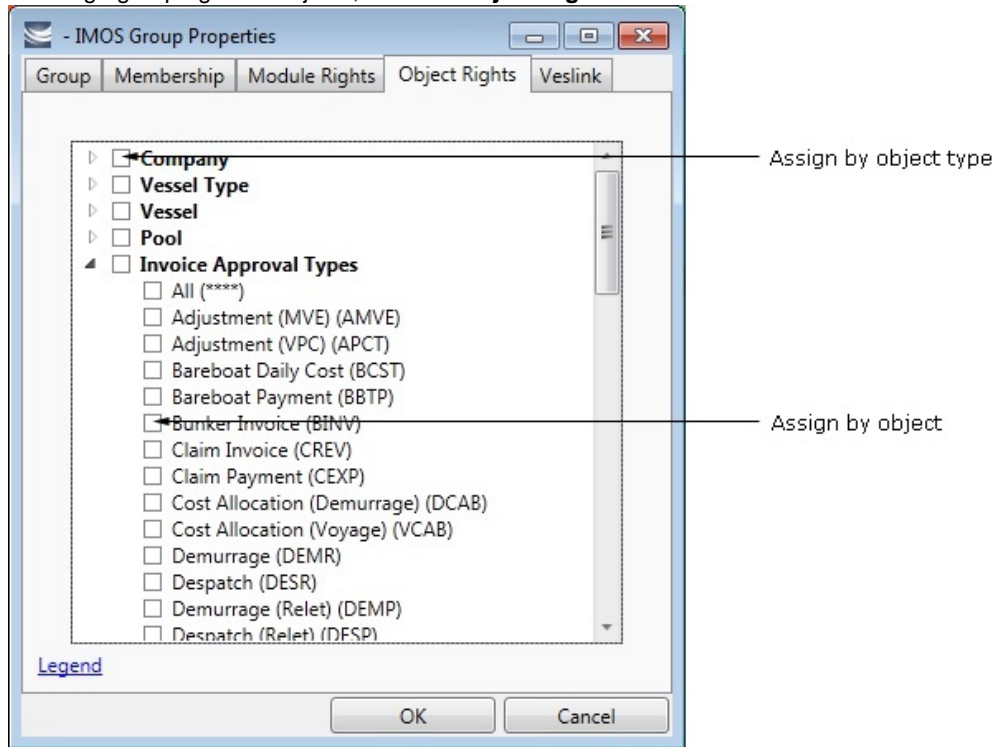 - IMOS Group Properties
Group Membership Module Rights Object Rights Veslink
Company
Assign by object type
Vessel Type
Vessel
Pool
Invoice Approval Types
All (****)
Adjustment (MVE) (AMVE)
Adjustment (VPC) (APCT)
Bareboat Daily Cost (BCST)
Bareboat Payment (BBTP)
Bunker Invoice (BINV)
Assign by object
Claim Invoice (CREV)
Claim Payment (CEXP)
Cost Allocation (Demurrage) (DCAB)
Cost Allocation (Voyage) (VCAB)
Demurrage (DEMR)
Despatch (DESR)
Demurrage (Relet) (DEMP)
Despatch (Relet) (DESP)
Legend
OK Cancel